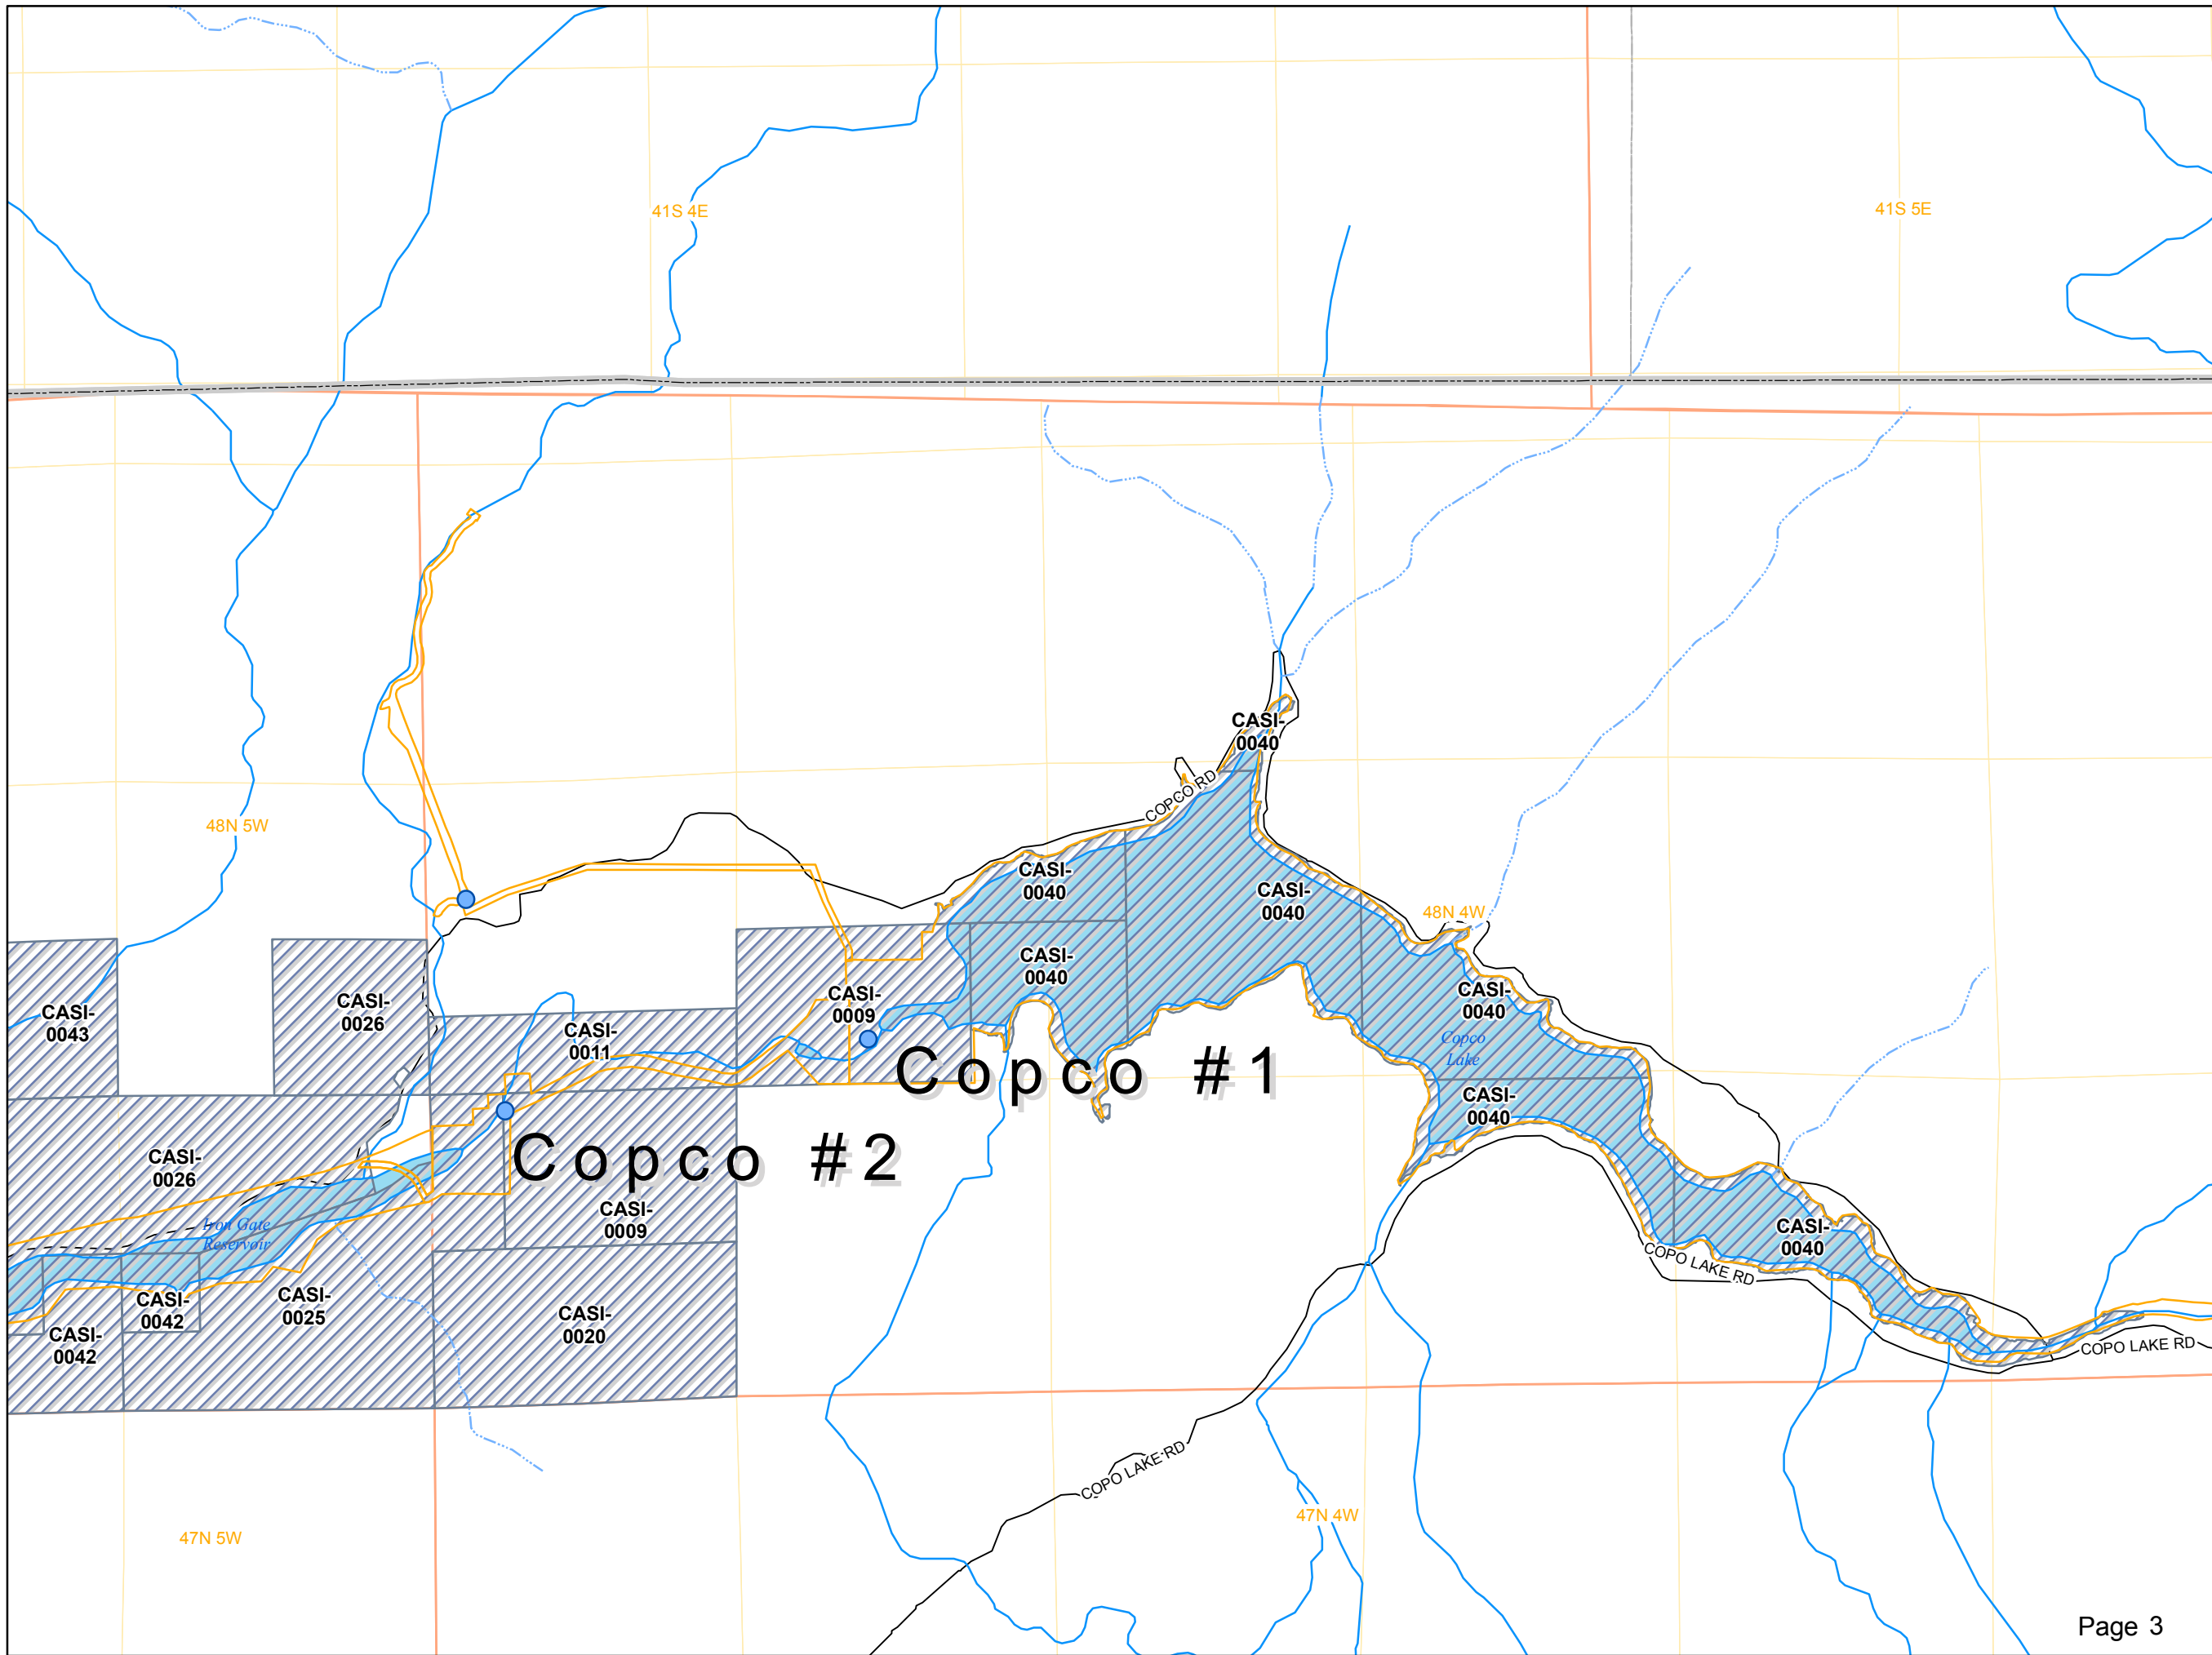 41S 4E
41S 5E
CASI-
0040
COPCO RD
48N 5W
CASI-
0040
CASI-
0040
48N 4W
CASI-
0040
CASI-
0009
CASI-
0040
CASI-
0026
CASI-
0043
CASI-
0011
Copco
Lake
Copco #1
CASI-
0040
Copco #2
CASI-
0026
CASI-
0009
Iron Gate
Reservoir
CASI-
0040
COPO LAKE RD
CASI-
0025
CASI-
0042
CASI-
0020
CASI-
0042
COPO LAKE RD
COPO LAKE RD
47N 4W
47N 5W
Page 3